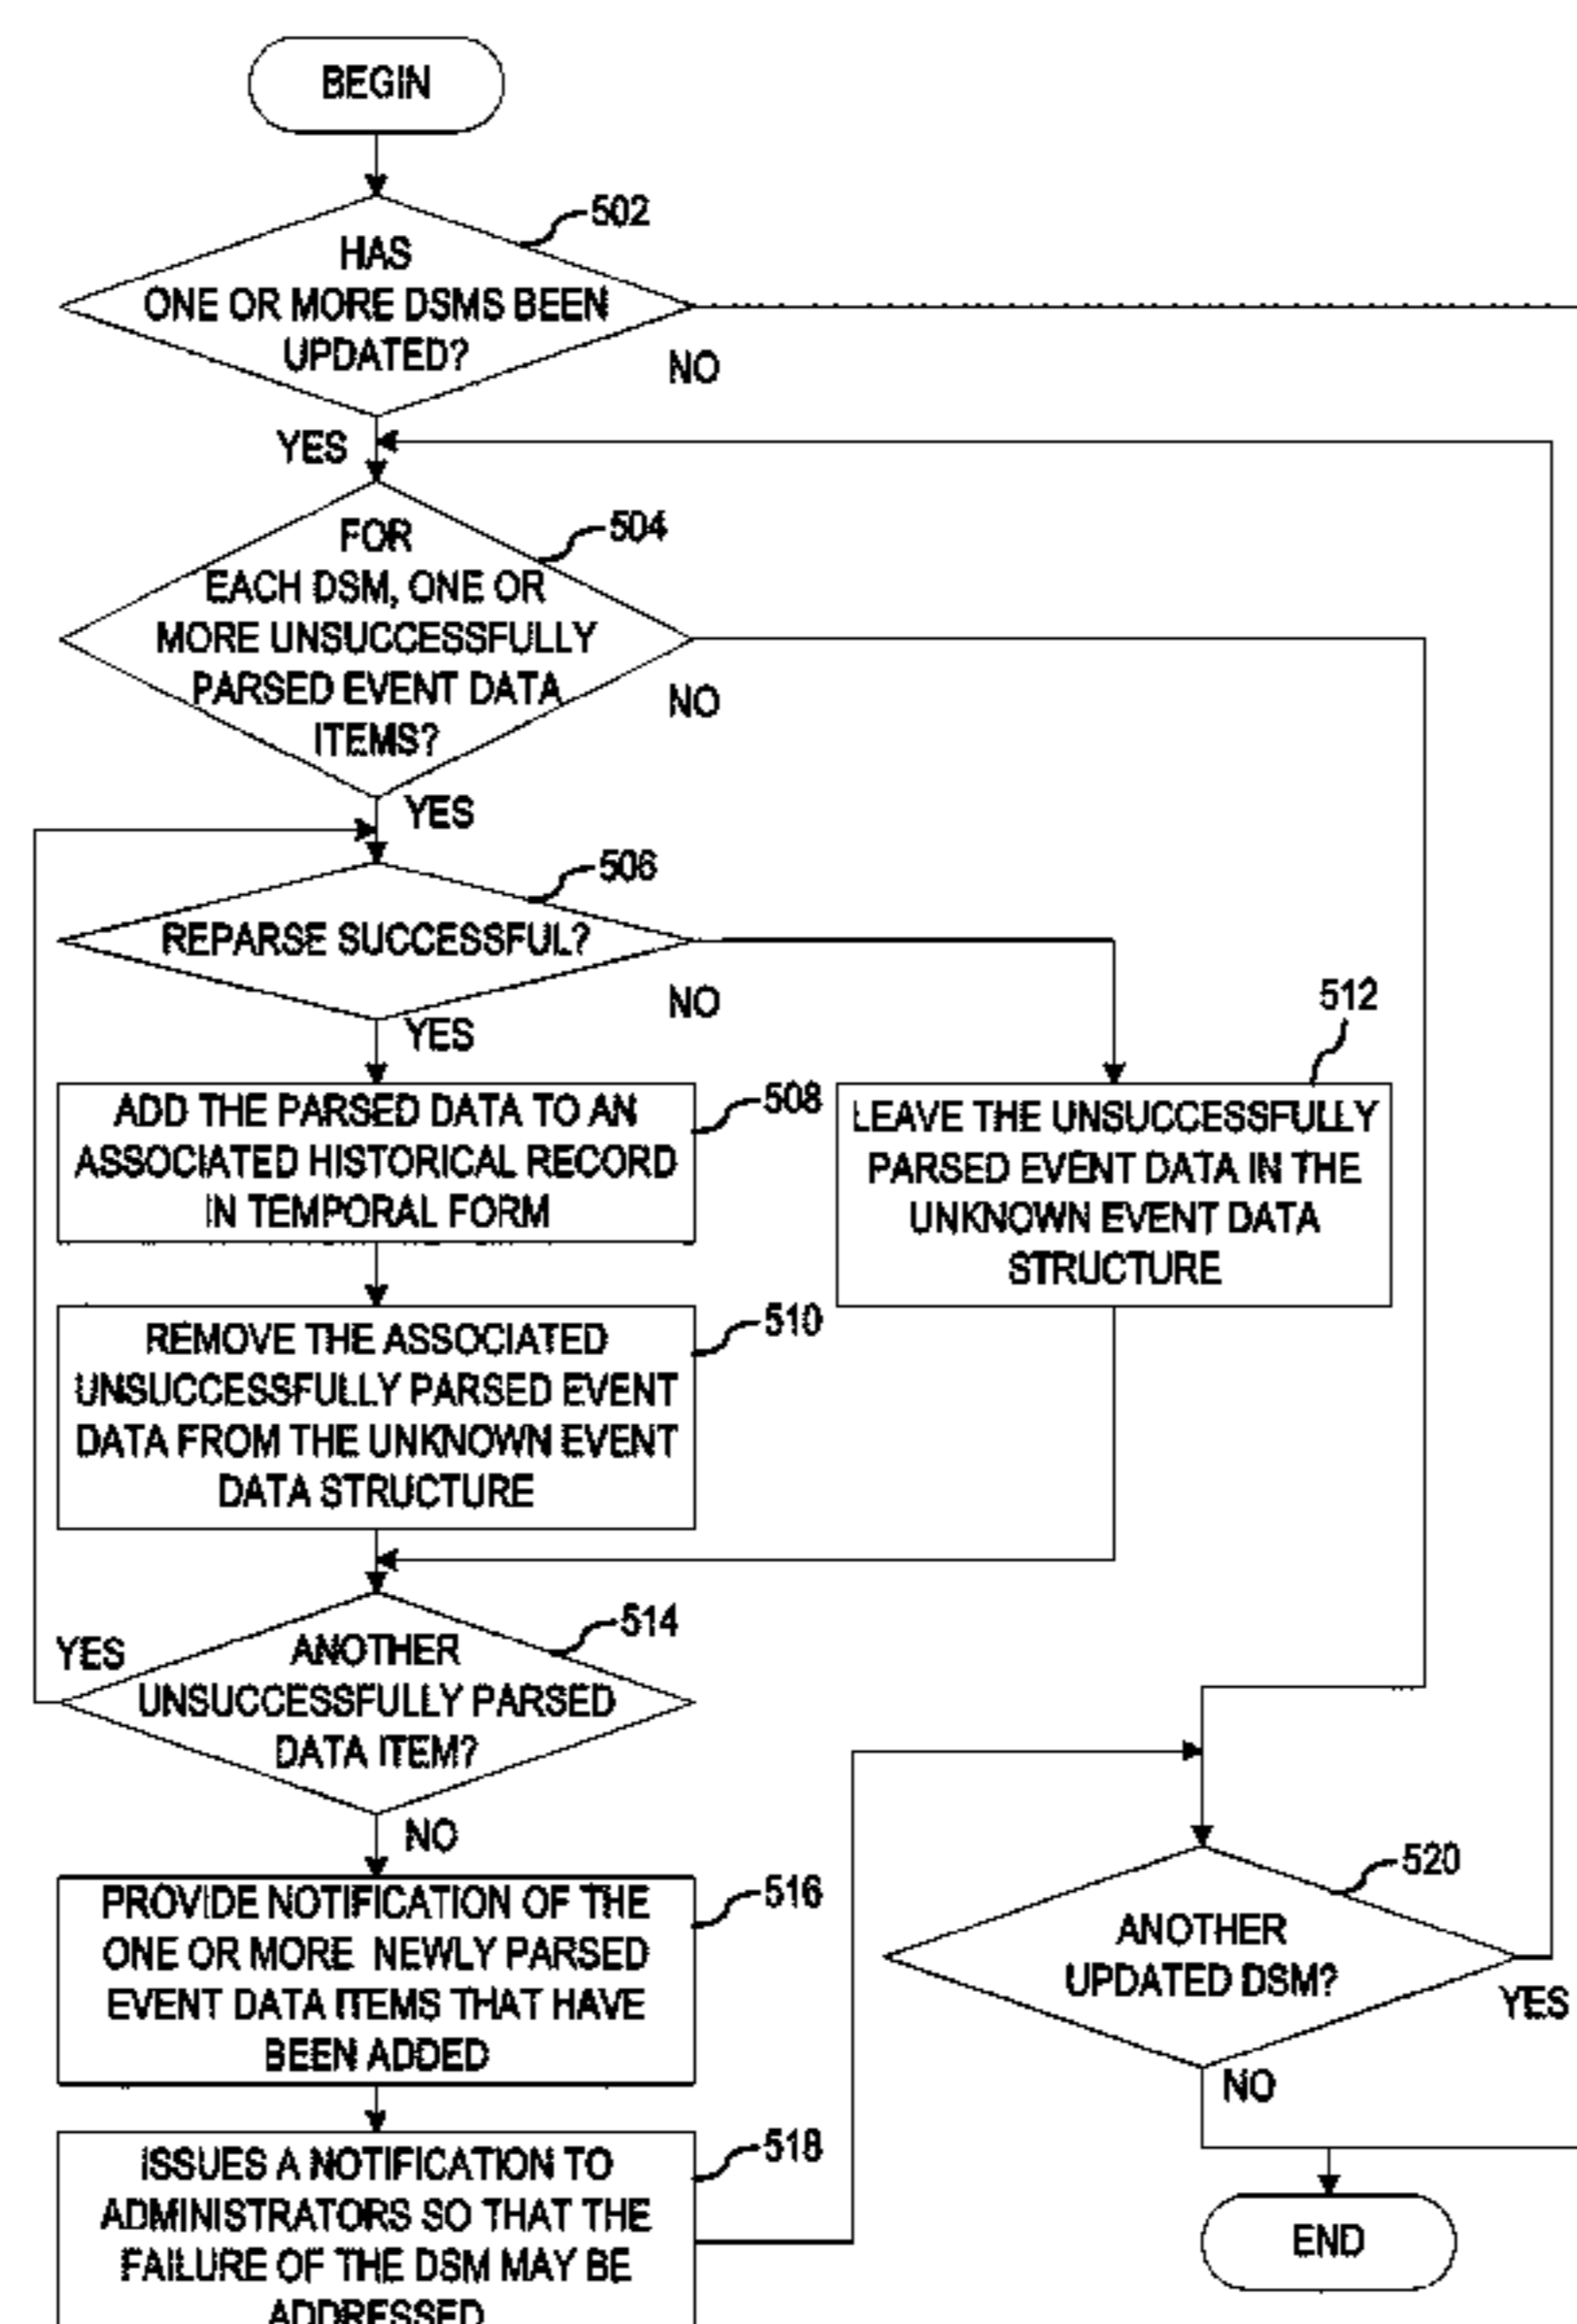 BEGIN
502
HAS
ONE OR MORE DSMS BEEN
UPDATED?
NO
YES
504
FOR
EACH DSM, ONE OR
MORE UNSUCCESSFULLY
PARSED EVENT DATA
ITEMS?
NO
YES
506
REPARSE SUCCESSFUL?
NO
YES
508
ADD THE PARSED DATA TO AN
ASSOCIATED HISTORICAL RECORD
IN TEMPORAL FORM
512
LEAVE THE UNSUCCESSFULLY
PARSED EVENT DATA IN THE
UNKNOWN EVENT DATA
STRUCTURE
510
REMOVE THE ASSOCIATED
UNSUCCESSFULLY PARSED EVENT
DATA FROM THE UNKNOWN EVENT
DATA STRUCTURE
514
YES
ANOTHER
UNSUCCESSFULLY PARSED
DATA ITEM?
NO
516
PROVIDE NOTIFICATION OF THE
ONE OR MORE NEWLY PARSED
EVENT DATA ITEMS THAT HAVE
BEEN ADDED
520
ANOTHER
UPDATED DSM?
YES
NO
518
ISSUES A NOTIFICATION TO
ADMINISTRATORS SO THAT THE
FAILURE OF THE DSM MAY BE
ADDRESSED
END